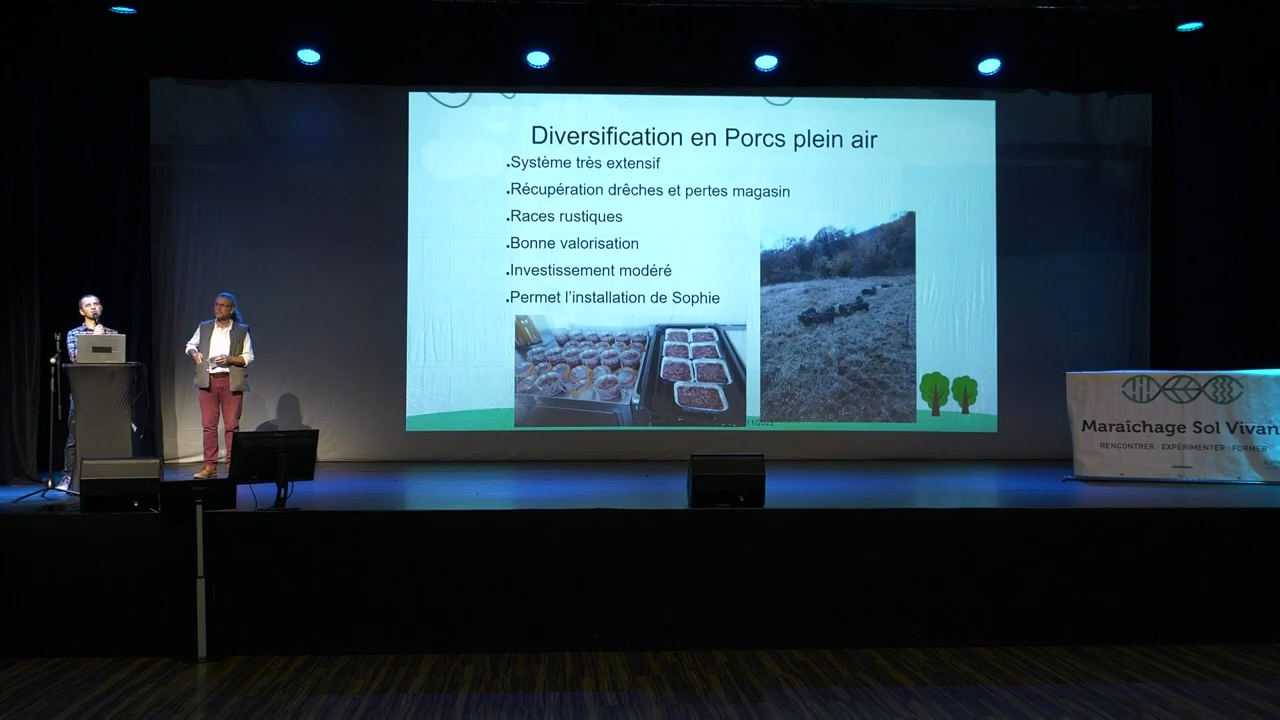 Diversification en Porcs plein air
.Système très extensif
.Récupération drêches et pertes magasin
.Races rustiques
.Bonne valorisation
.Investissement modéré
.Permet l'installation de Sophie
Maraîchage Sol Vivan
RENCONTRER · EXPÉRIMENTER · FORMER